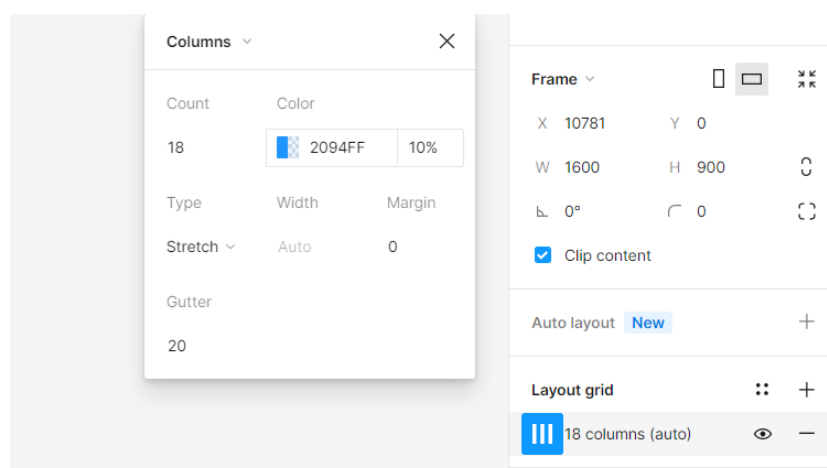 Columns
Count Color
18 2094FF 10%
Type Width Margin
Stretch Auto 0
Gutter
20
Frame
X 10781 Y 0
W 1600 H 900
0° 0
Clip content
Auto layout New
Layout grid
18 columns (auto)